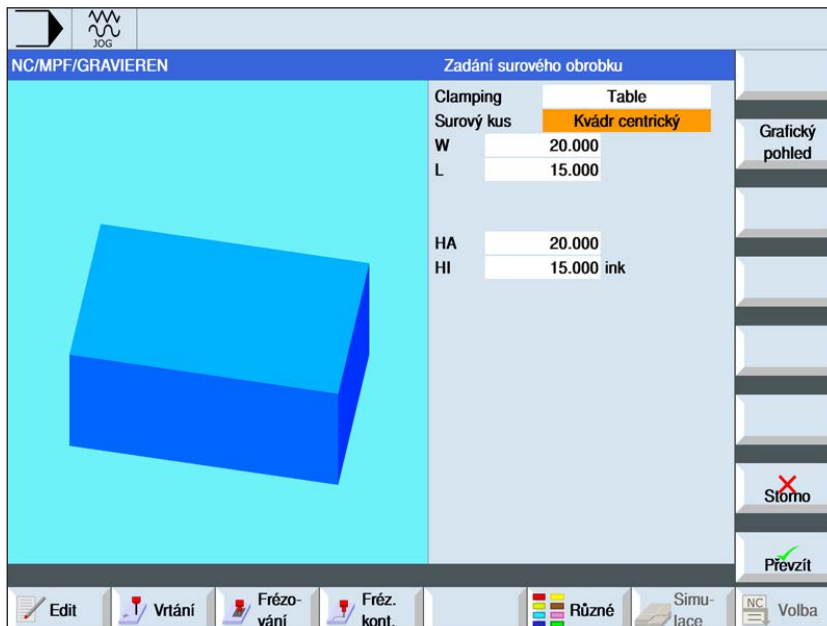 JOG
NC/MPF/GRAVIEREN
Zadání surového obrobku
Clamping Table
Surový kus Kvádr centrický
W 20.000
L 15.000
HA 20.000
HI 15.000 ink
Grafický
pohled
Storno
Převzít
Edit
Vrtání
Frézo-
vání
Fréz.
kont.
Různé
Simu-
lace
NC
Volba